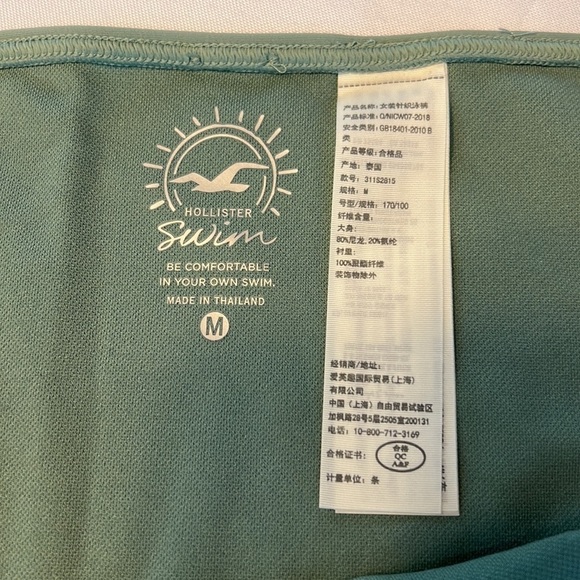 HOLLISTER
Swim
BE COMFORTABLE
IN YOUR OWN SWIM.
MADE IN THAILAND
M
产品名称: 女装针织泳裤
产品标准: Q/NICW07-2018
安全类别: GB18401-2010 B
类
产品等级: 合格品
产地: 泰国
款号: 31152815
规格: M
号型/规格: 170/100
纤维含量:
大身:
80%尼龙, 20%氨纶
衬里:
100%聚酯纤维
装饰物除外
经销商/地址:
爱芙趣国际贸易(上海)
有限公司
中国 (上海) 自由贸易试验区
加枫路28号5层2505室200131
电话: 10-800-712-3169
合格证书:
合格
QC
A&F
计量单位: 条